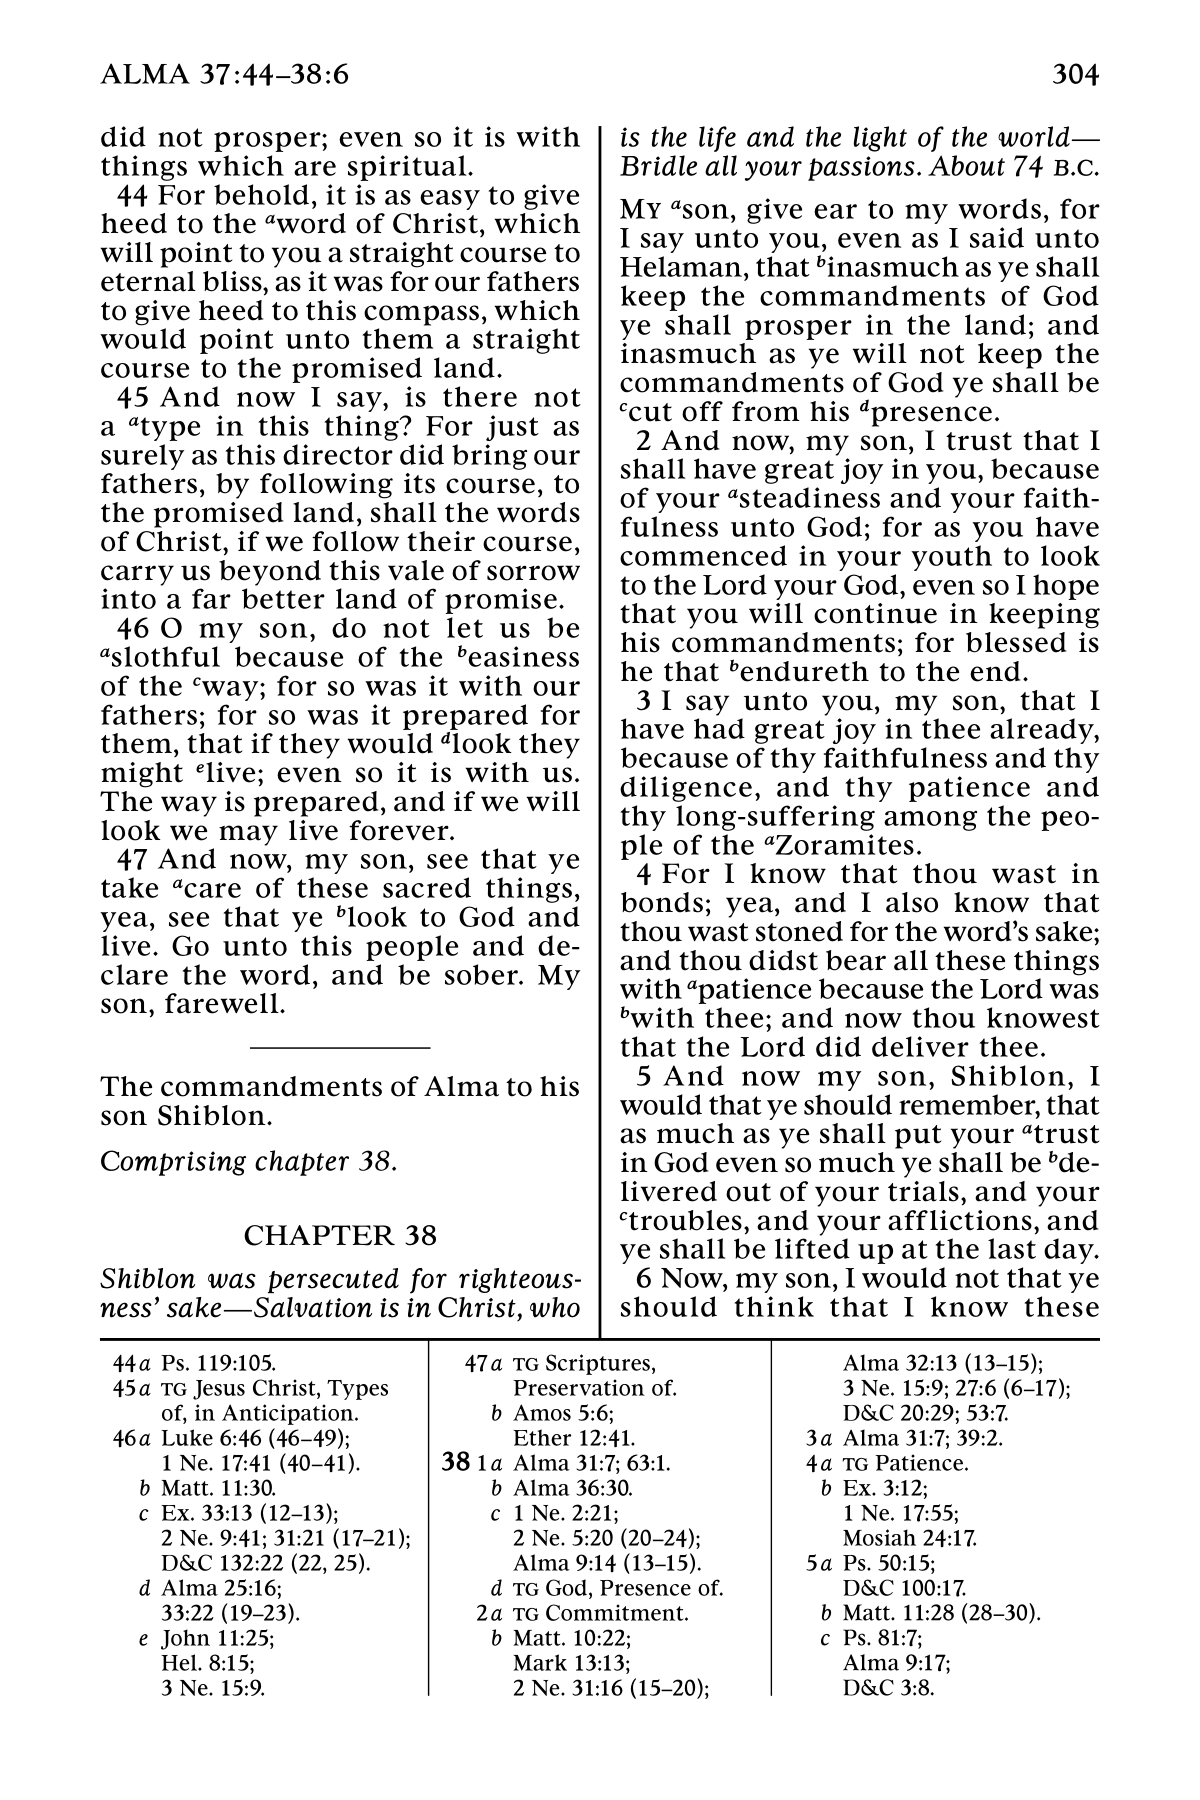 ALMA 37:44–38:6
304
did not prosper; even so it is with
things which are spiritual.
44 For behold, it is as easy to give
heed to the aword of Christ, which
will point to you a straight course to
eternal bliss, as it was for our fathers
to give heed to this compass, which
would point unto them a straight
course to the promised land.
45 And now I say, is there not
a atype in this thing? For just as
surely as this director did bring our
fathers, by following its course, to
the promised land, shall the words
of Christ, if we follow their course,
carry us beyond this vale of sorrow
into a far better land of promise.
46 O my son, do not let us be
aslothful because of the beasiness
of the cway; for so was it with our
fathers; for so was it prepared for
them, that if they would dlook they
might elive; even so it is with us.
The way is prepared, and if we will
look we may live forever.
47 And now, my son, see that ye
take acare of these sacred things,
yea, see that ye blook to God and
live. Go unto this people and de-
clare the word, and be sober. My
son, farewell.
The commandments of Alma to his
son Shiblon.
Comprising chapter 38.
CHAPTER 38
Shiblon was persecuted for righteous-
ness’ sake—Salvation is in Christ, who
is the life and the light of the world—
Bridle all your passions. About 74 B.C.
My ason, give ear to my words, for
I say unto you, even as I said unto
Helaman, that binasmuch as ye shall
keep the commandments of God
ye shall prosper in the land; and
inasmuch as ye will not keep the
commandments of God ye shall be
ccut off from his dpresence.
2 And now, my son, I trust that I
shall have great joy in you, because
of your asteadiness and your faith-
fulness unto God; for as you have
commenced in your youth to look
to the Lord your God, even so I hope
that you will continue in keeping
his commandments; for blessed is
he that bendureth to the end.
3 I say unto you, my son, that I
have had great joy in thee already,
because of thy faithfulness and thy
diligence, and thy patience and
thy long-suffering among the peo-
ple of the aZoramites.
4 For I know that thou wast in
bonds; yea, and I also know that
thou wast stoned for the word’s sake;
and thou didst bear all these things
with apatience because the Lord was
bwith thee; and now thou knowest
that the Lord did deliver thee.
5 And now my son, Shiblon, I
would that ye should remember, that
as much as ye shall put your atrust
in God even so much ye shall be bde-
livered out of your trials, and your
ctroubles, and your afflictions, and
ye shall be lifted up at the last day.
6 Now, my son, I would not that ye
should think that I know these
44a Ps. 119:105.
45a TG Jesus Christ, Types
of, in Anticipation.
46a Luke 6:46 (46–49);
1 Ne. 17:41 (40–41).
b Matt. 11:30.
c Ex. 33:13 (12–13);
2 Ne. 9:41; 31:21 (17–21);
D&C 132:22 (22, 25).
d Alma 25:16;
33:22 (19–23).
e John 11:25;
Hel. 8:15;
3 Ne. 15:9.
47a TG Scriptures,
Preservation of.
b Amos 5:6;
Ether 12:41.
38 1a Alma 31:7; 63:1.
b Alma 36:30.
c 1 Ne. 2:21;
2 Ne. 5:20 (20–24);
Alma 9:14 (13–15).
d TG God, Presence of.
2a TG Commitment.
b Matt. 10:22;
Mark 13:13;
2 Ne. 31:16 (15–20);
Alma 32:13 (13–15);
3 Ne. 15:9; 27:6 (6–17);
D&C 20:29; 53:7.
3a Alma 31:7; 39:2.
4a TG Patience.
b Ex. 3:12;
1 Ne. 17:55;
Mosiah 24:17.
5a Ps. 50:15;
D&C 100:17.
b Matt. 11:28 (28–30).
c Ps. 81:7;
Alma 9:17;
D&C 3:8.